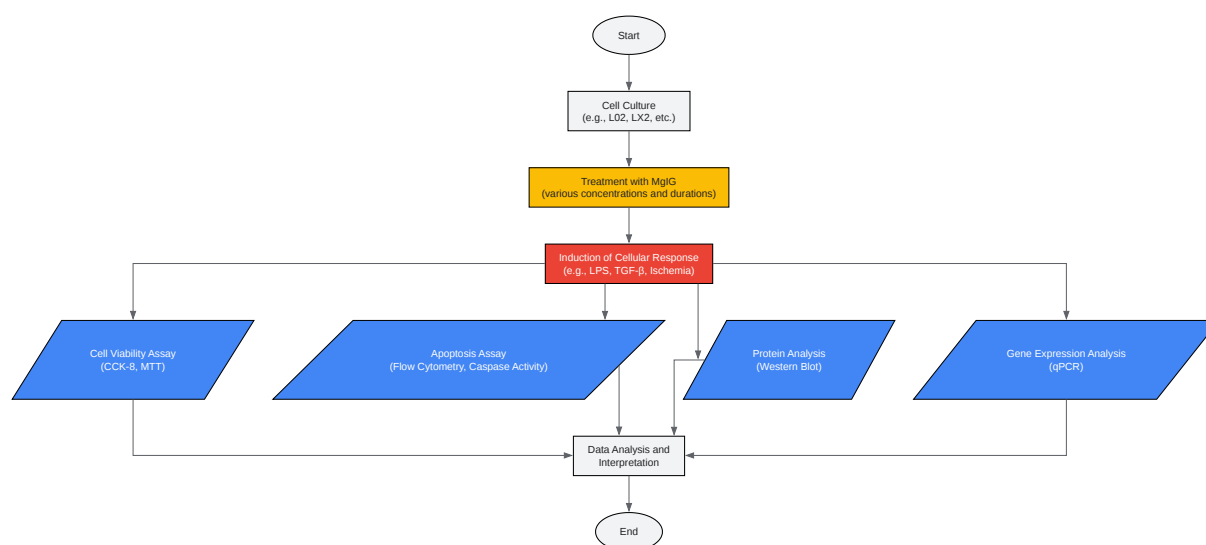 Start
Cell Culture
(e.g., L02, LX2, etc.)
Treatment with MgIG
(various concentrations and durations)
Induction of Cellular Response
(e.g., LPS, TGF-β, Ischemia)
Cell Viability Assay
(CCK-8, MTT)
Apoptosis Assay
(Flow Cytometry, Caspase Activity)
Protein Analysis
(Western Blot)
Gene Expression Analysis
(qPCR)
Data Analysis and
Interpretation
End